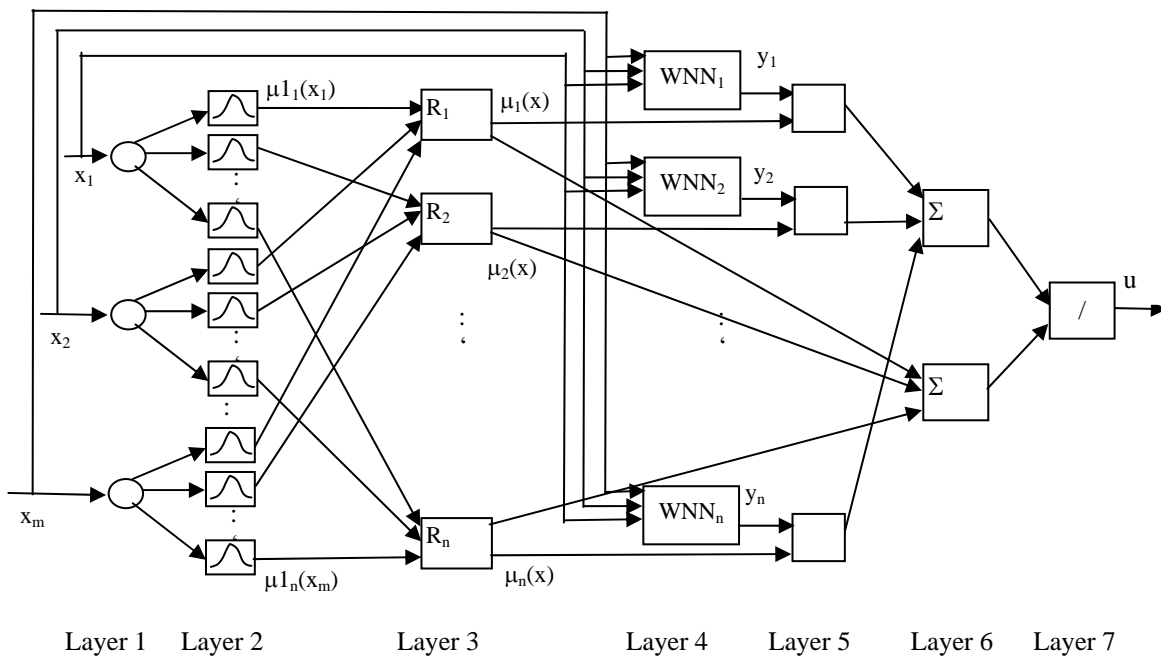 μ1₁(x₁)
R₁
μ₁(x)
WNN₁
y₁
x₁
R₂
μ₂(x)
WNN₂
y₂
Σ
x₂
/
u
Σ
xₘ
μ1ₙ(xₘ)
Rₙ
μₙ(x)
WNNₙ
yₙ
Layer 1 Layer 2 Layer 3 Layer 4 Layer 5 Layer 6 Layer 7